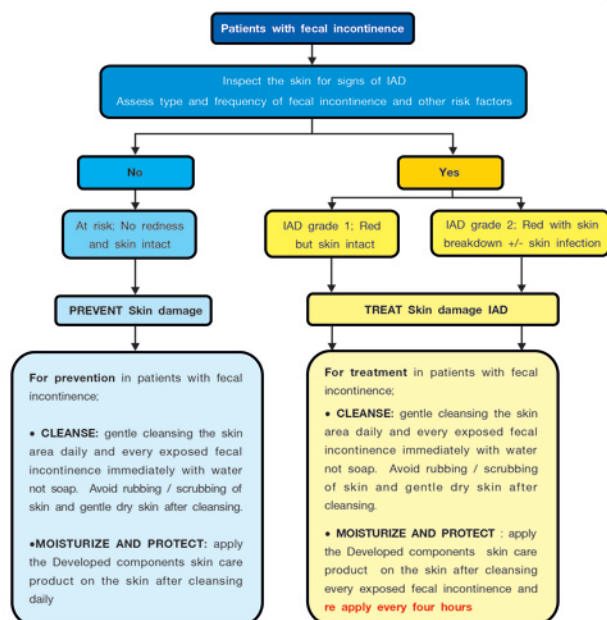 Patients with fecal incontinence
Inspect the skin for signs of IAD
Assess type and frequency of fecal incontinence and other risk factors
No
Yes
At risk; No redness
and skin intact
IAD grade 1; Red
but skin intact
IAD grade 2; Red with skin
breakdown +/- skin infection
PREVENT Skin damage
TREAT Skin damage IAD
For prevention in patients with fecal
incontinence;
• CLEANSE: gentle cleansing the skin
area daily and every exposed fecal
incontinence immediately with water
not soap. Avoid rubbing / scrubbing of
skin and gentle dry skin after cleansing.
•MOISTURIZE AND PROTECT: apply
the Developed components skin care
product on the skin after cleansing
daily
For treatment in patients with fecal
incontinence;
• CLEANSE: gentle cleansing the skin
area daily and every exposed fecal
incontinence immediately with water
not soap. Avoid rubbing / scrubbing
of skin and gentle dry skin after
cleansing.
• MOISTURIZE AND PROTECT : apply
the Developed components skin care
product on the skin after cleansing
every exposed fecal incontinence and
re apply every four hours